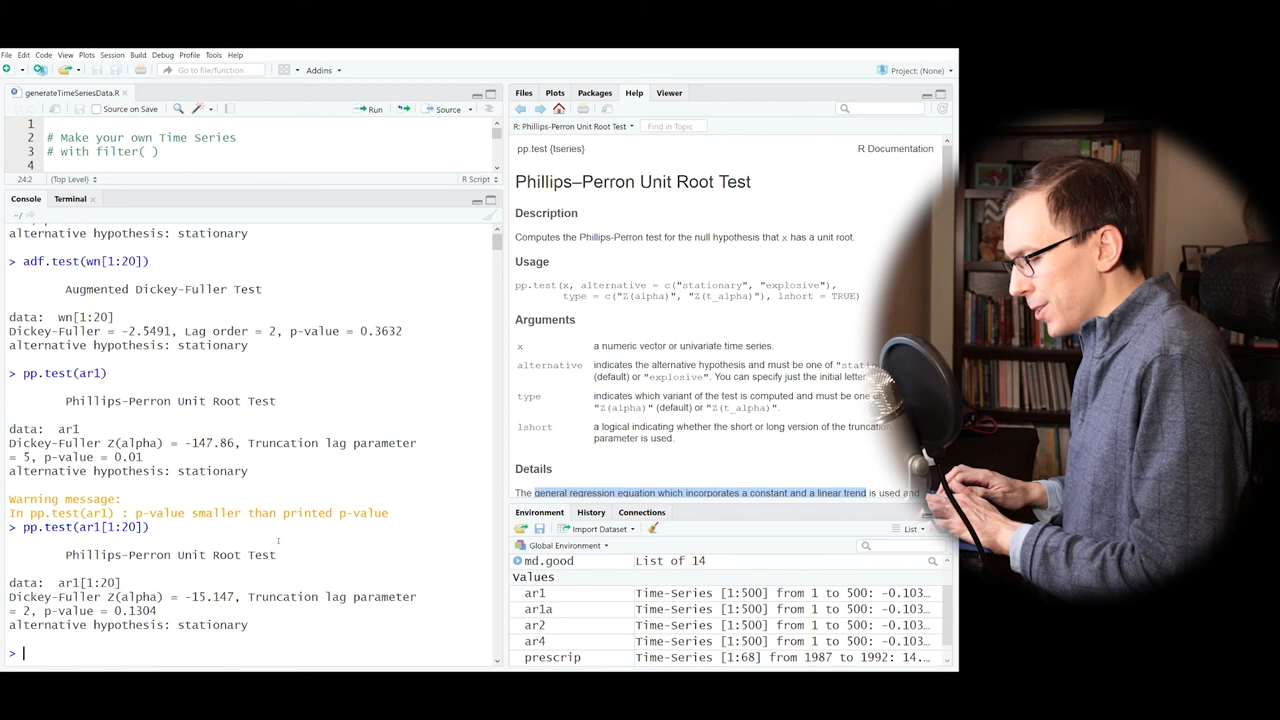 File Edit Code View Plots Session Build Debug Profile Tools Help
Go to file/function
Addins
Project: (None)
generateTimeSeriesData.R
Source on Save
Run
Source
1
2 # Make your own Time Series
3 # with filter( )
4
24:2 (Top Level) R Script
Console Terminal
~/
alternative hypothesis: stationary
> adf.test(wn[1:20])
Augmented Dickey-Fuller Test
data: wn[1:20]
Dickey-Fuller = -2.5491, Lag order = 2, p-value = 0.3632
alternative hypothesis: stationary
> pp.test(ar1)
Phillips-Perron Unit Root Test
data: ar1
Dickey-Fuller Z(alpha) = -147.86, Truncation lag parameter
= 5, p-value = 0.01
alternative hypothesis: stationary
Warning message:
In pp.test(ar1) : p-value smaller than printed p-value
> pp.test(ar1[1:20])
Phillips-Perron Unit Root Test
data: ar1[1:20]
Dickey-Fuller Z(alpha) = -15.147, Truncation lag parameter
= 2, p-value = 0.1304
alternative hypothesis: stationary
>
Files Plots Packages Help Viewer
R: Phillips-Perron Unit Root Test
Find in Topic
pp.test {tseries}
R Documentation
Phillips–Perron Unit Root Test
Description
Computes the Phillips-Perron test for the null hypothesis that x has a unit root.
Usage
pp.test(x, alternative = c("stationary", "explosive"),
type = c("Z(alpha)", "Z(t_alpha)"), lshort = TRUE)
Arguments
x a numeric vector or univariate time series.
alternative indicates the alternative hypothesis and must be one of
(default) or "explosive". You can specify just the initial letter.
type indicates which variant of the test is computed and must be one of
"Z(alpha)" (default) or "Z(t_alpha)".
lshort a logical indicating whether the short or long version of the truncation
parameter is used.
Details
The general regression equation which incorporates a constant and a linear trend is used and
Environment History Connections
Import Dataset
List
Global Environment
md.good List of 14
Values
ar1 Time-Series [1:500] from 1 to 500: -0.103…
ar1a Time-Series [1:500] from 1 to 500: -0.103…
ar2 Time-Series [1:500] from 1 to 500: -0.103…
ar4 Time-Series [1:500] from 1 to 500: -0.103…
prescrip Time-Series [1:68] from 1987 to 1992: 14.…